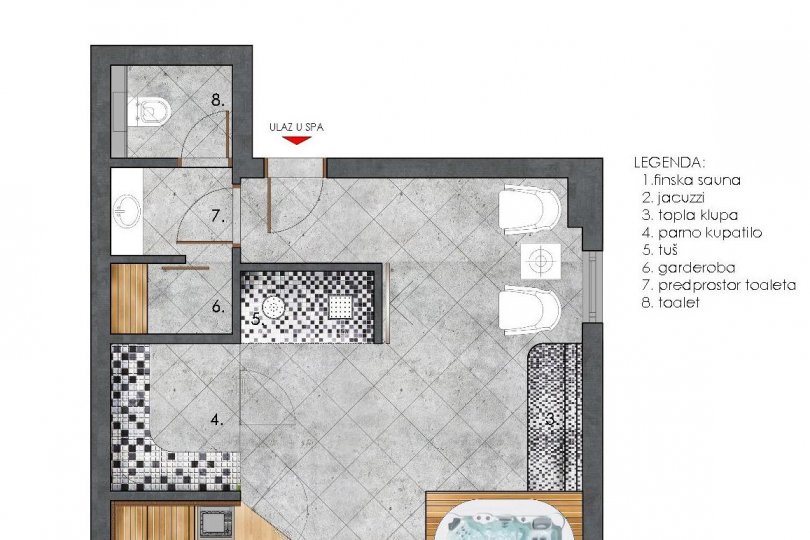 8.
ULAZ U SPA
7.
6.
5.
4.
3.
LEGENDA:
1.finska sauna
2. jacuzzi
3. topla klupa
4. parno kupatilo
5. tuš
6. garderoba
7. predprostor toaleta
8. toalet